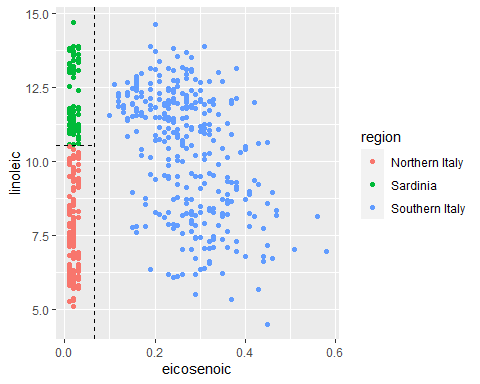 15.0
12.5
10.0
7.5
5.0
linoleic
0.0 0.2 0.4 0.6
eicosenoic
region
Northern Italy
Sardinia
Southern Italy